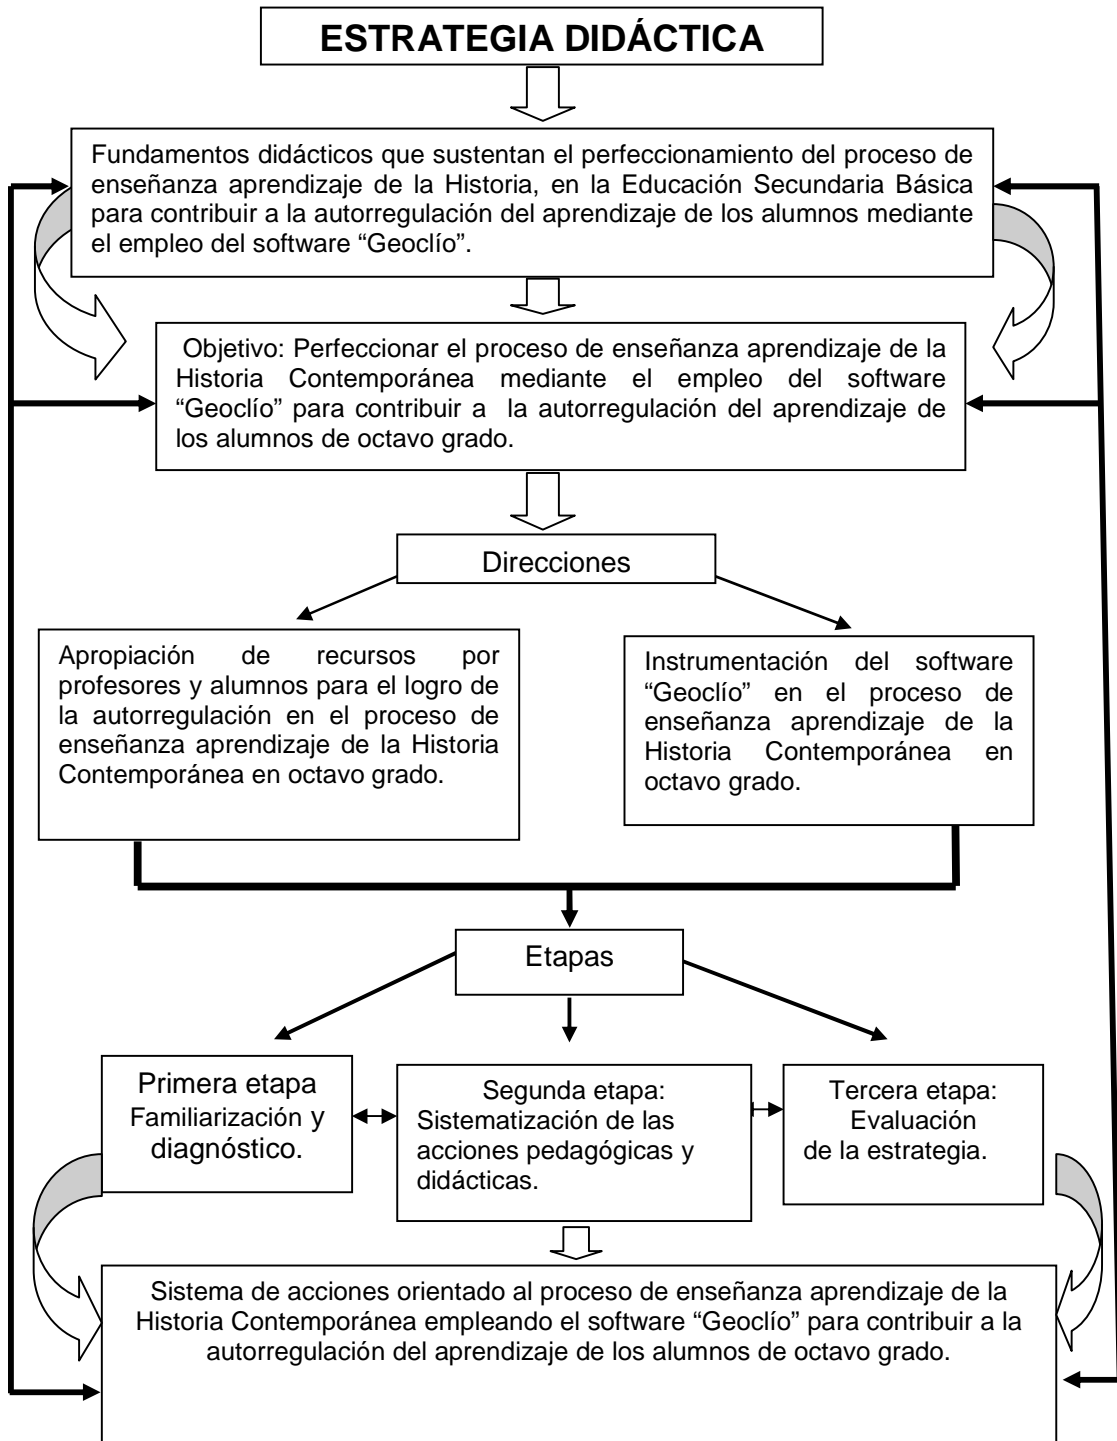 ESTRATEGIA DIDÁCTICA
Fundamentos didácticos que sustentan el perfeccionamiento del proceso de
enseñanza aprendizaje de la Historia, en la Educación Secundaria Básica
para contribuir a la autorregulación del aprendizaje de los alumnos mediante
el empleo del software “Geoclío”.
Objetivo: Perfeccionar el proceso de enseñanza aprendizaje de la
Historia Contemporánea mediante el empleo del software
“Geoclío” para contribuir a la autorregulación del aprendizaje de
los alumnos de octavo grado.
Direcciones
Apropiación de recursos por
profesores y alumnos para el logro de
la autorregulación en el proceso de
enseñanza aprendizaje de la Historia
Contemporánea en octavo grado.
Instrumentación del software
“Geoclío” en el proceso de
enseñanza aprendizaje de la
Historia Contemporánea en
octavo grado.
Etapas
Primera etapa
Familiarización y
diagnóstico.
Segunda etapa:
Sistematización de las
acciones pedagógicas y
didácticas.
Tercera etapa:
Evaluación
de la estrategia.
Sistema de acciones orientado al proceso de enseñanza aprendizaje de la
Historia Contemporánea empleando el software “Geoclío” para contribuir a la
autorregulación del aprendizaje de los alumnos de octavo grado.